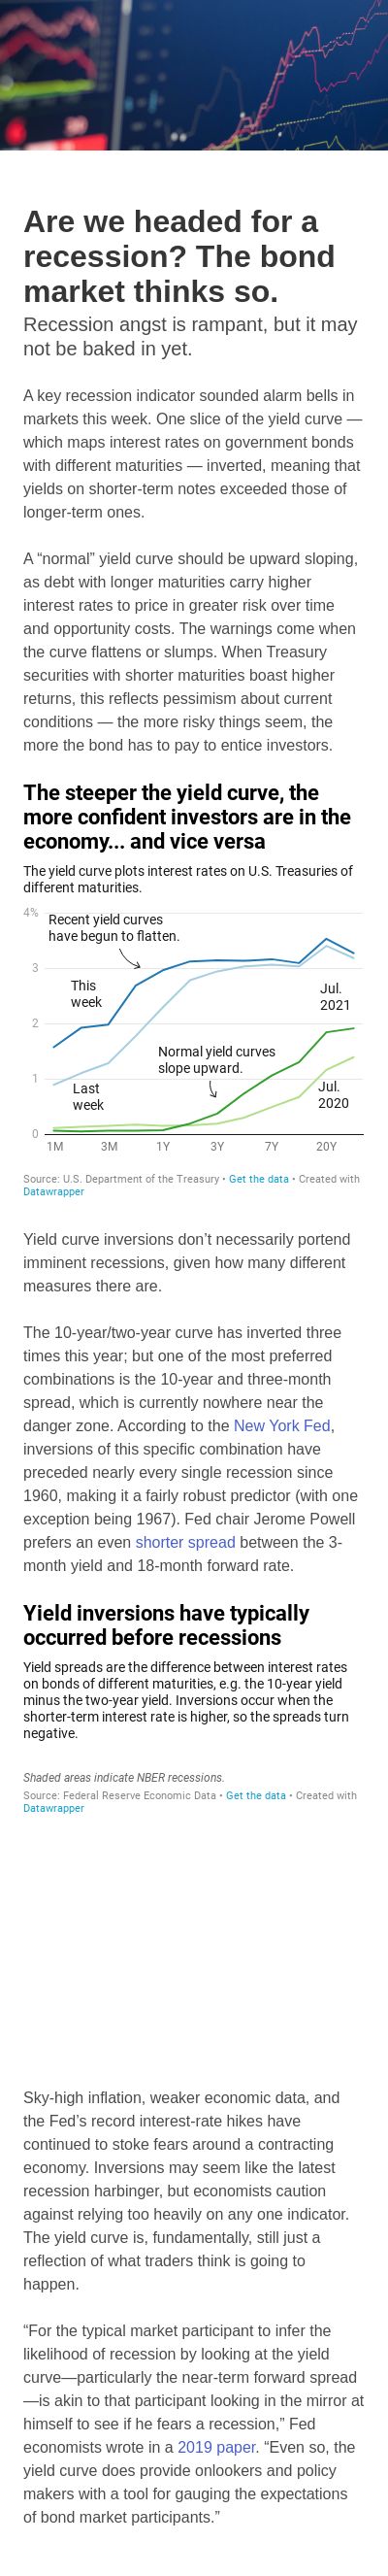 Are we headed for a
recession? The bond
market thinks so.
Recession angst is rampant, but it may
not be baked in yet.
A key recession indicator sounded alarm bells in
markets this week. One slice of the yield curve —
which maps interest rates on government bonds
with different maturities — inverted, meaning that
yields on shorter-term notes exceeded those of
longer-term ones.
A “normal” yield curve should be upward sloping,
as debt with longer maturities carry higher
interest rates to price in greater risk over time
and opportunity costs. The warnings come when
the curve flattens or slumps. When Treasury
securities with shorter maturities boast higher
returns, this reflects pessimism about current
conditions — the more risky things seem, the
more the bond has to pay to entice investors.
The steeper the yield curve, the
more confident investors are in the
economy... and vice versa
The yield curve plots interest rates on U.S. Treasuries of
different maturities.
4%
Recent yield curves
have begun to flatten.
3
This
week
Jul.
2021
2
Normal yield curves
slope upward.
1
Last
week
Jul.
2020
0
1M 3M 1Y 3Y 7Y 20Y
Source: U.S. Department of the Treasury • Get the data • Created with
Datawrapper
Yield curve inversions don’t necessarily portend
imminent recessions, given how many different
measures there are.
The 10-year/two-year curve has inverted three
times this year; but one of the most preferred
combinations is the 10-year and three-month
spread, which is currently nowhere near the
danger zone. According to the New York Fed,
inversions of this specific combination have
preceded nearly every single recession since
1960, making it a fairly robust predictor (with one
exception being 1967). Fed chair Jerome Powell
prefers an even shorter spread between the 3-
month yield and 18-month forward rate.
Yield inversions have typically
occurred before recessions
Yield spreads are the difference between interest rates
on bonds of different maturities, e.g. the 10-year yield
minus the two-year yield. Inversions occur when the
shorter-term interest rate is higher, so the spreads turn
negative.
Shaded areas indicate NBER recessions.
Source: Federal Reserve Economic Data • Get the data • Created with
Datawrapper
Sky-high inflation, weaker economic data, and
the Fed’s record interest-rate hikes have
continued to stoke fears around a contracting
economy. Inversions may seem like the latest
recession harbinger, but economists caution
against relying too heavily on any one indicator.
The yield curve is, fundamentally, still just a
reflection of what traders think is going to
happen.
“For the typical market participant to infer the
likelihood of recession by looking at the yield
curve—particularly the near-term forward spread
—is akin to that participant looking in the mirror at
himself to see if he fears a recession,” Fed
economists wrote in a 2019 paper. “Even so, the
yield curve does provide onlookers and policy
makers with a tool for gauging the expectations
of bond market participants.”